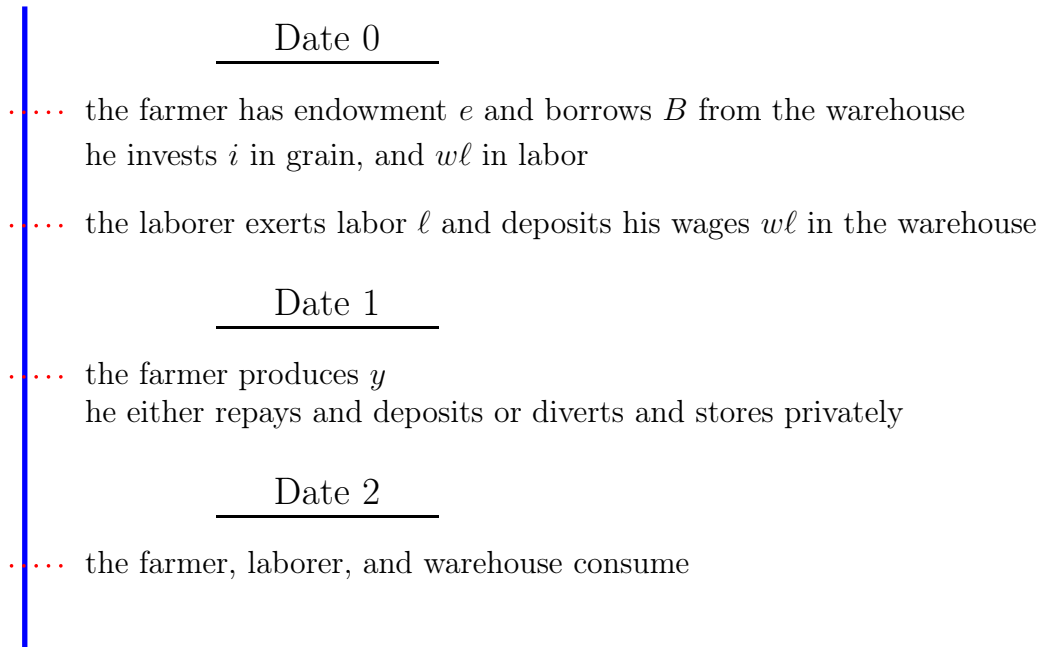 Date 0
the farmer has endowment e and borrows B from the warehouse
he invests i in grain, and wℓ in labor
the laborer exerts labor ℓ and deposits his wages wℓ in the warehouse
Date 1
the farmer produces y
he either repays and deposits or diverts and stores privately
Date 2
the farmer, laborer, and warehouse consume